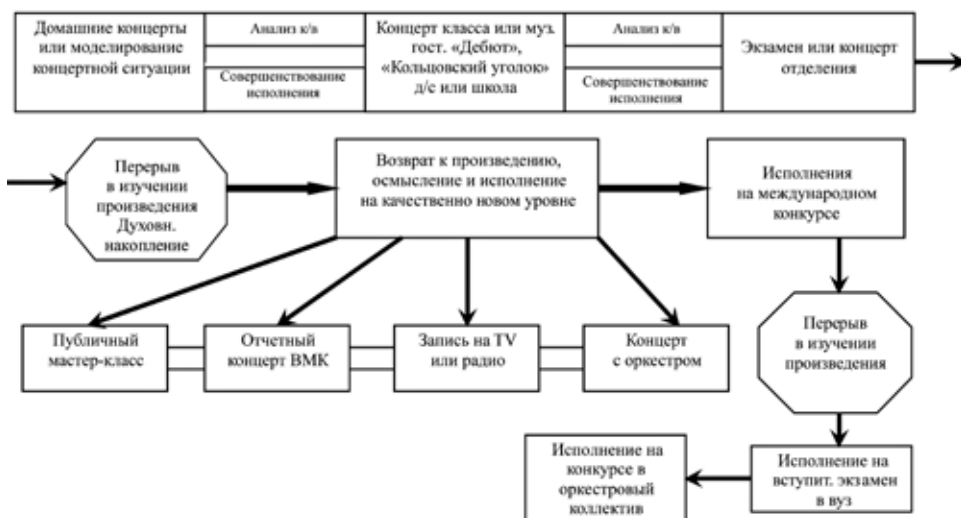 Домашние концерты
или моделирование
концертной ситуации
Анализ к/в
Совершенствование
исполнения
Концерт класса или муз.
гост. «Дебют»,
«Кольцовский уголок»
д/с или школа
Анализ к/в
Совершенствование
исполнения
Экзамен или концерт
отделения
Перерыв
в изучении
произведения
Духовн.
накопление
Возврат к произведению,
осмысление и исполнение
на качественно новом уровне
Исполнения
на международном
конкурсе
Публичный
мастер-класс
Отчетный
концерт ВМК
Запись на TV
или радио
Концерт
с оркестром
Перерыв
в изучении
произведения
Исполнение на
конкурсе в
оркестровый
коллектив
Исполнение на
вступит. экзамен
в вуз